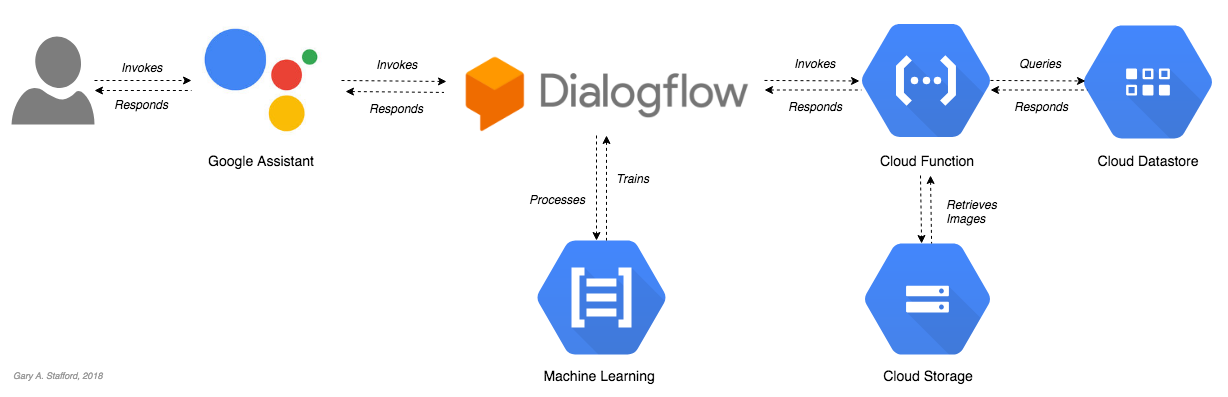 Invokes
Responds
Google Assistant
Invokes
Responds
Dialogflow
Invokes
Responds
Cloud Function
Queries
Responds
Cloud Datastore
Processes
Trains
Machine Learning
Retrieves
Images
Cloud Storage
Gary A. Stafford, 2018